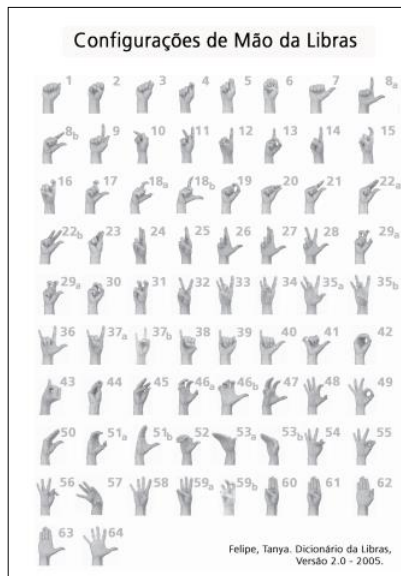 Configurações de Mão da Libras
1 2 3 4 5 6 7 8a
8b 9 10 11 12 13 14 15
16 17 18a 18b 19 20 21 22a
22b 23 24 25 26 27 28 29a
29a 30 31 32 33 34 35a 35b
36 37a 37b 38 39 40 41 42
43 44 45 46a 46b 47 48 49
50 51a 51b 52 53a 53b 54 55
56 57 58 59a 59b 60 61 62
63 64
Felipe, Tanya. Dicionário da Libras,
Versão 2.0 - 2005.